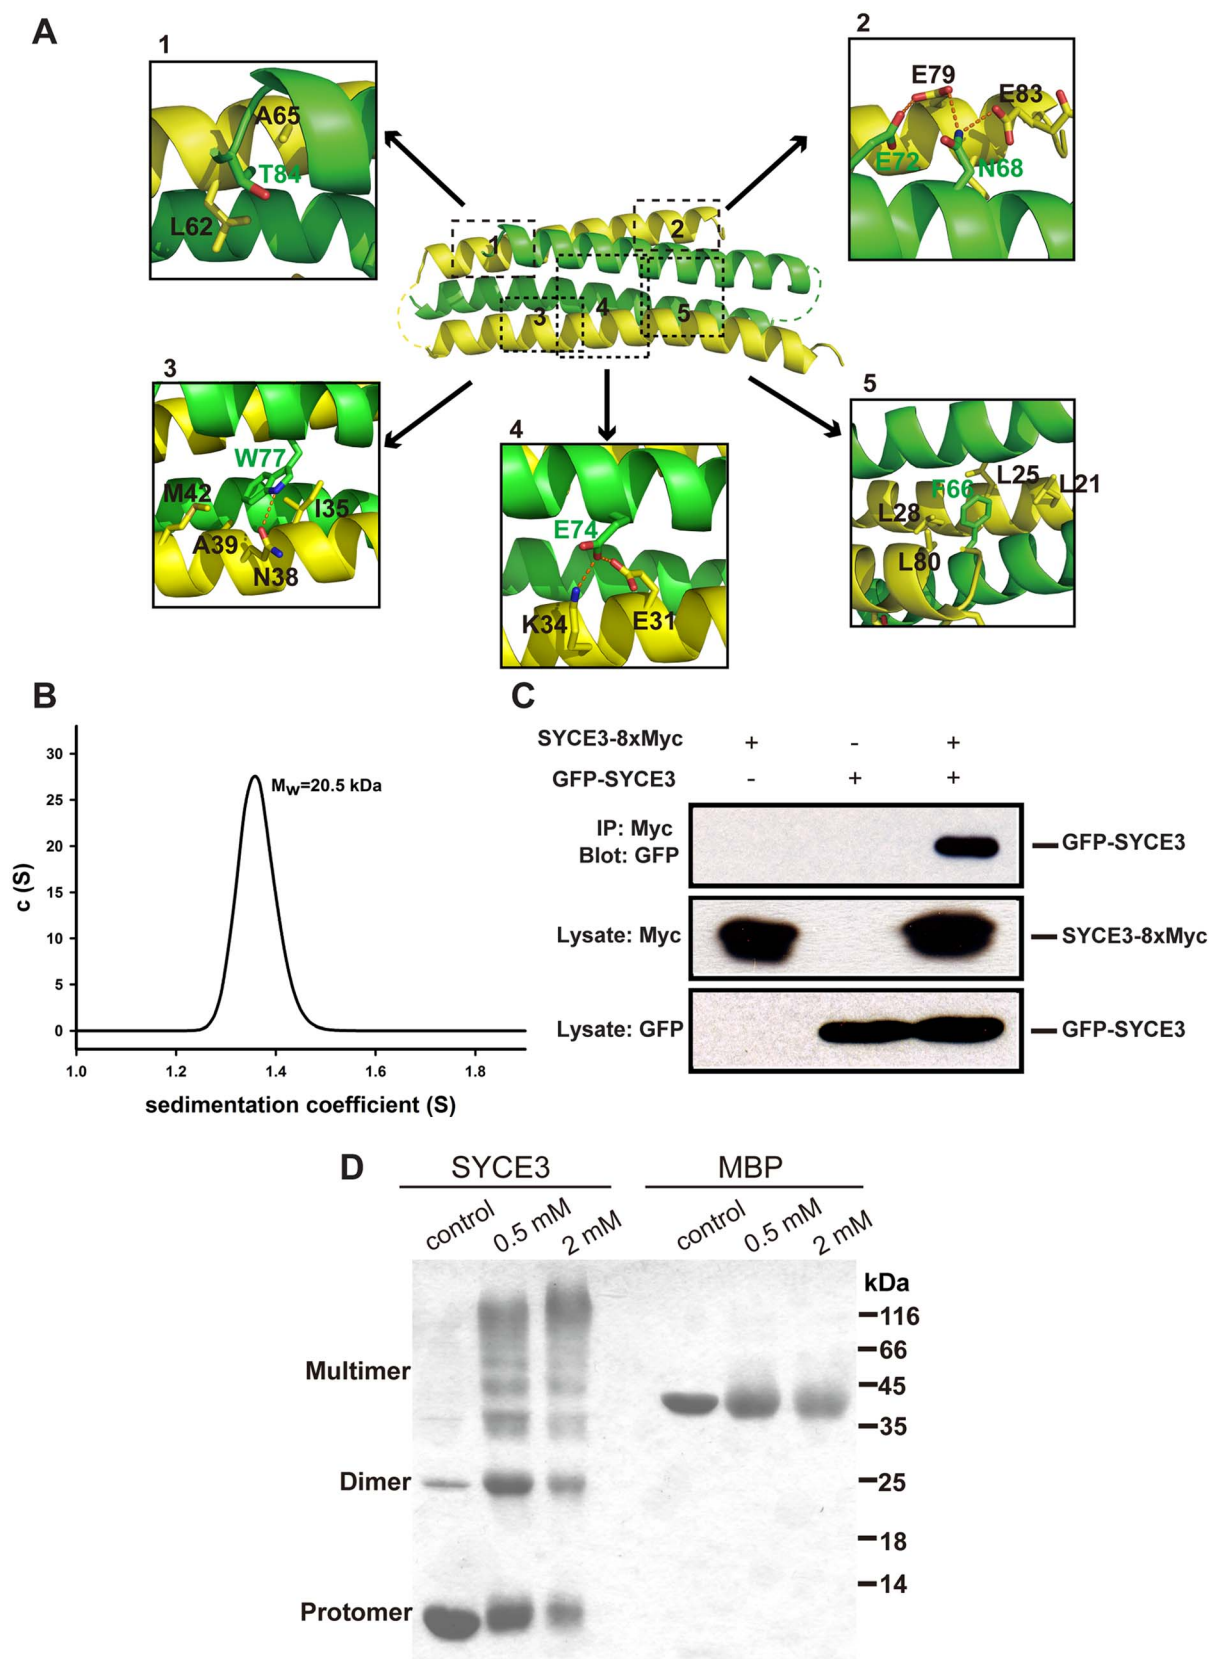 A
1
A65
T84
L62
2
E79
E83
E72
N68
1
2
3
4
5
3
W77
M42
I35
A39
N38
4
E74
K34
E31
5
L25
L21
F66
L28
L80
B
c (S)
30
25
20
15
10
5
0
Mw=20.5 kDa
1.0 1.2 1.4 1.6 1.8
sedimentation coefficient (S)
C
SYCE3-8xMyc + - +
GFP-SYCE3 - + +
IP: Myc
Blot: GFP
GFP-SYCE3
Lysate: Myc
SYCE3-8xMyc
Lysate: GFP
GFP-SYCE3
D
SYCE3 MBP
control 0.5 mM 2 mM control 0.5 mM 2 mM
kDa
116
66
Multimer
45
35
Dimer
25
18
14
Protomer